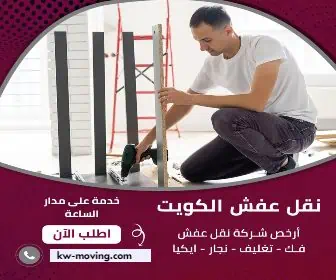 نقل عفش الكويت
أرخص شركة نقل عفش
فك - تغليف - نجار - ايكيا
خدمة على مدار
الساعة
اطلب الآن
kw-moving.com